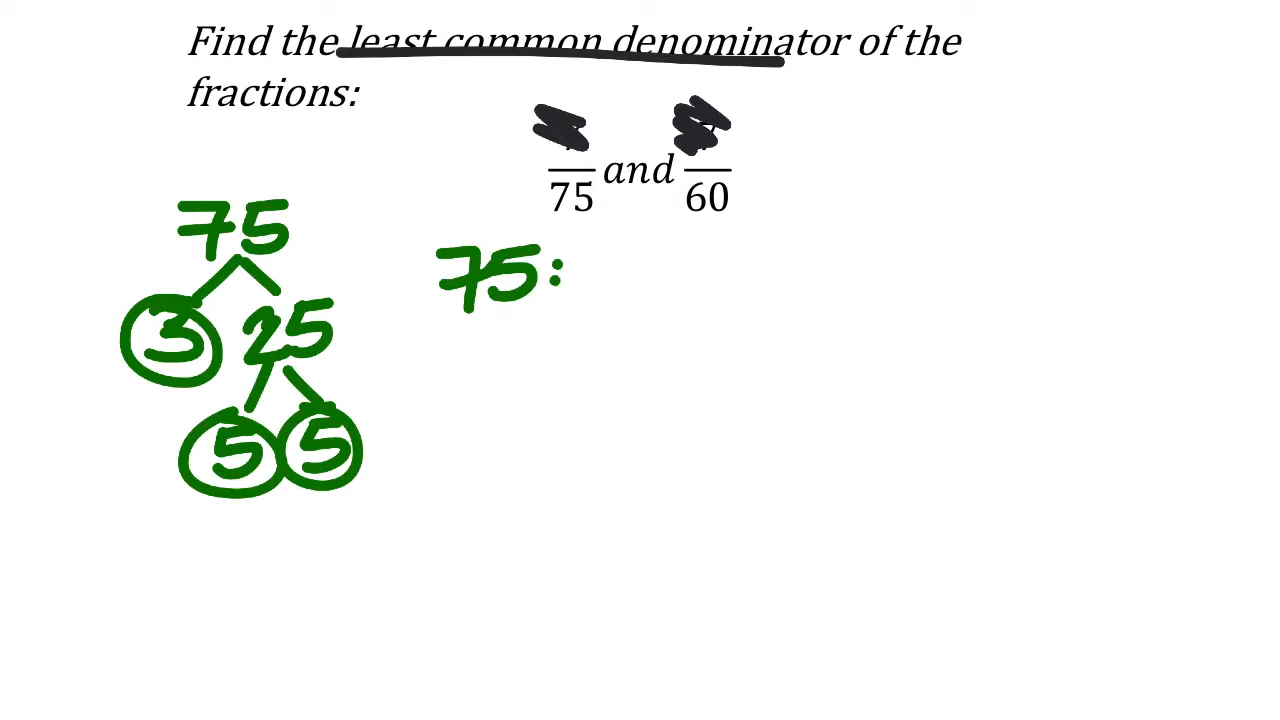 Find the least common denominator of the
fractions:
75 and 60
75
75:
3 25
5 5